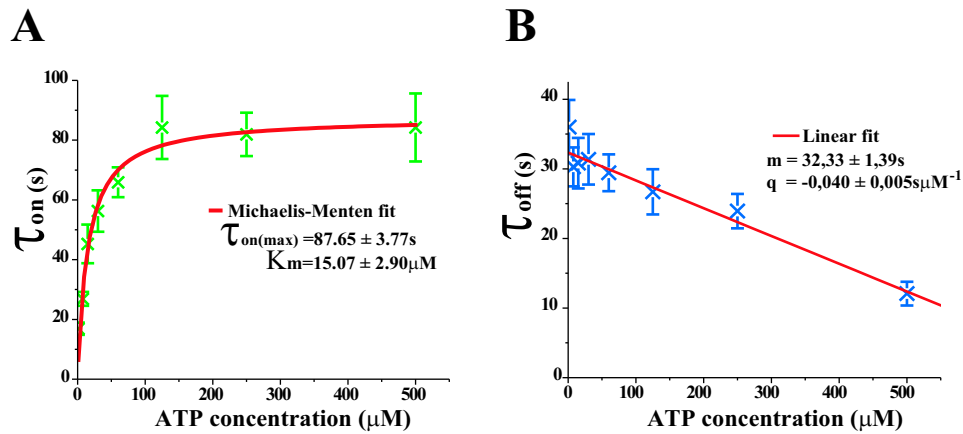 A
100
80
60
40
20
0
τon (s)
Michaelis-Menten fit
τon(max) =87.65 ± 3.77s
Km=15.07 ± 2.90μM
0 100 200 300 400 500
ATP concentration (μM)
B
40
30
20
10
0
τoff (s)
Linear fit
m = 32,33 ± 1,39s
q = -0,040 ± 0,005sμM⁻¹
0 100 200 300 400 500
ATP concentration (μM)